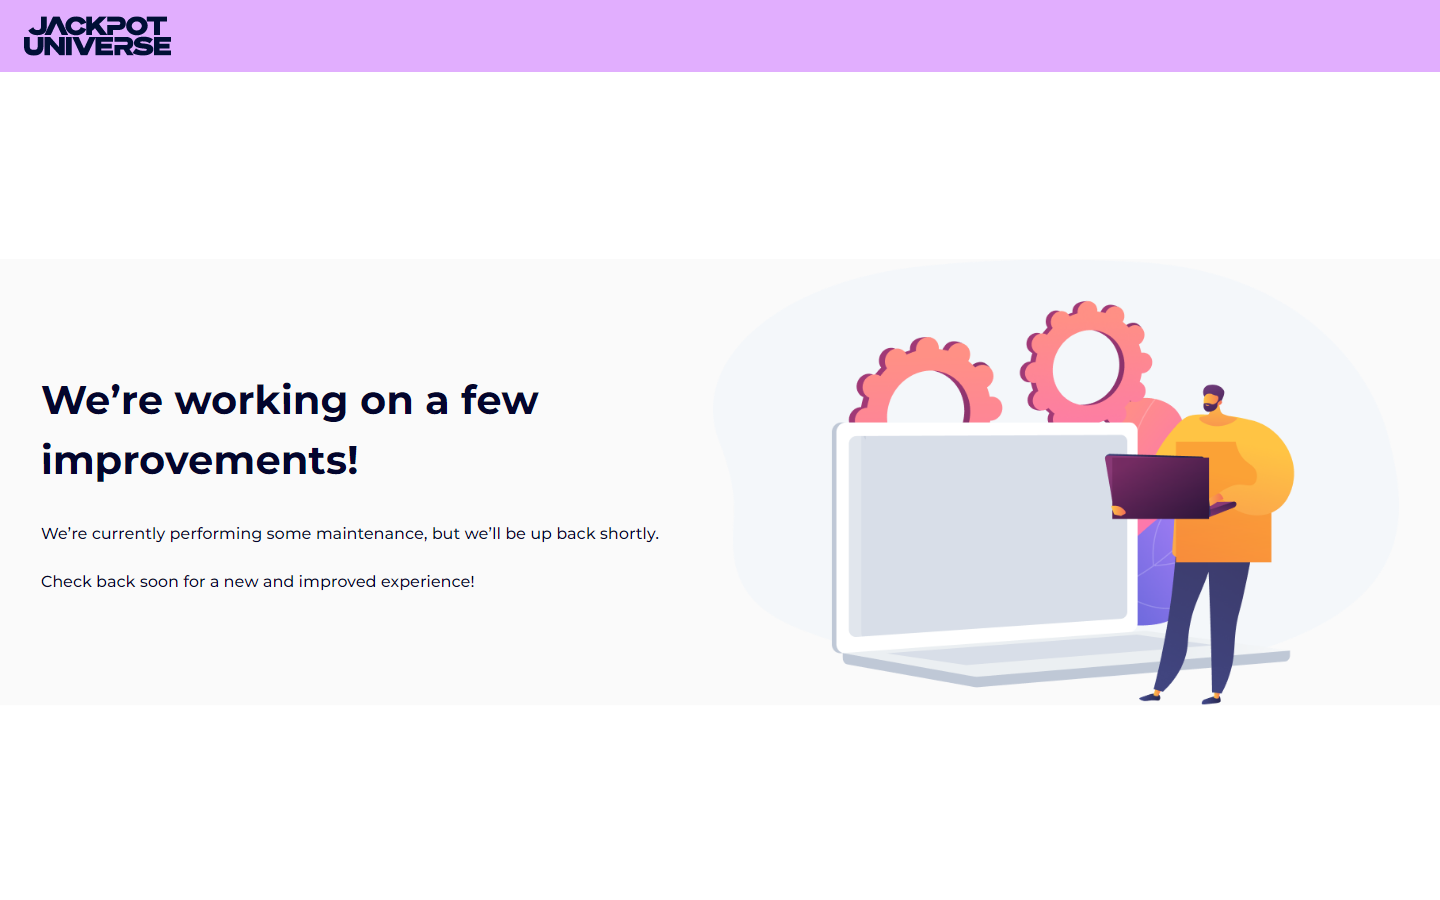 JACKPOT
UNIVERSE
We’re working on a few
improvements!
We’re currently performing some maintenance, but we’ll be up back shortly.
Check back soon for a new and improved experience!